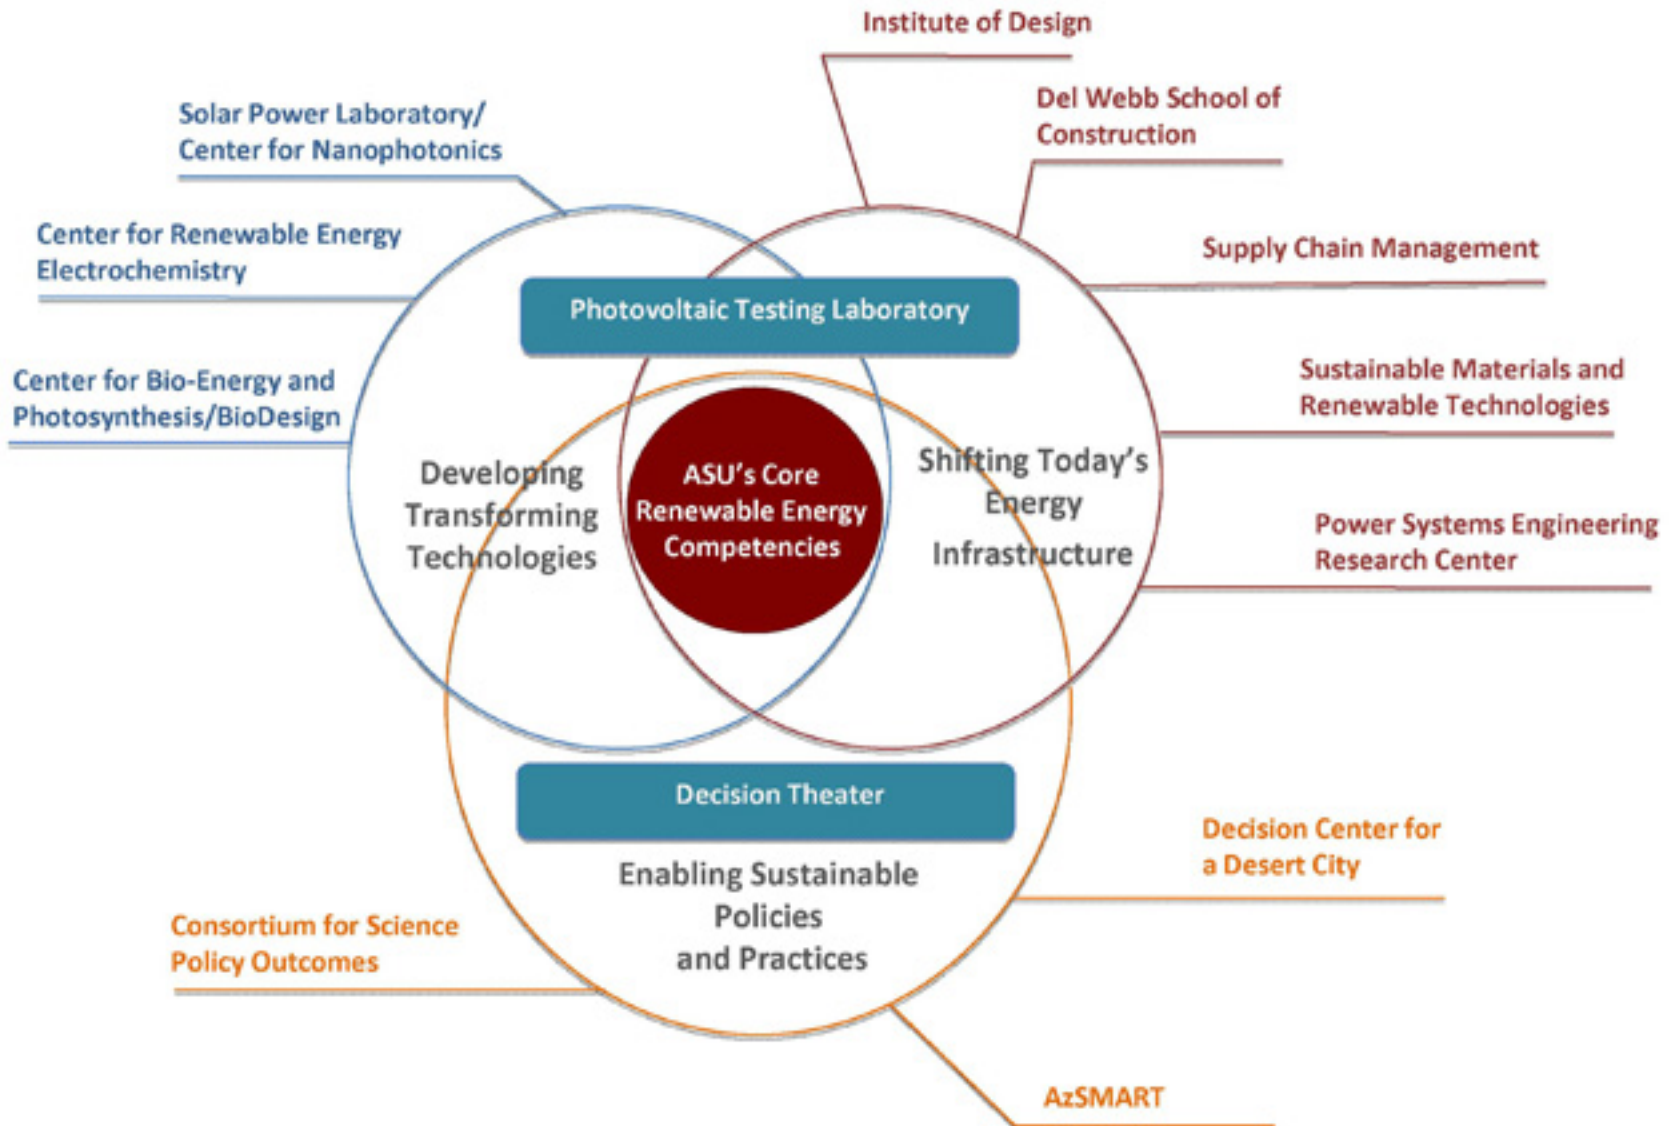 Institute of Design
Del Webb School of
Construction
Solar Power Laboratory/
Center for Nanophotonics
Center for Renewable Energy
Electrochemistry
Supply Chain Management
Photovoltaic Testing Laboratory
Center for Bio-Energy and
Photosynthesis/BioDesign
Sustainable Materials and
Renewable Technologies
Developing
Transforming
Technologies
ASU's Core
Renewable Energy
Competencies
Shifting Today's
Energy
Infrastructure
Power Systems Engineering
Research Center
Decision Theater
Enabling Sustainable
Policies
and Practices
Decision Center for
a Desert City
Consortium for Science
Policy Outcomes
AzSMART